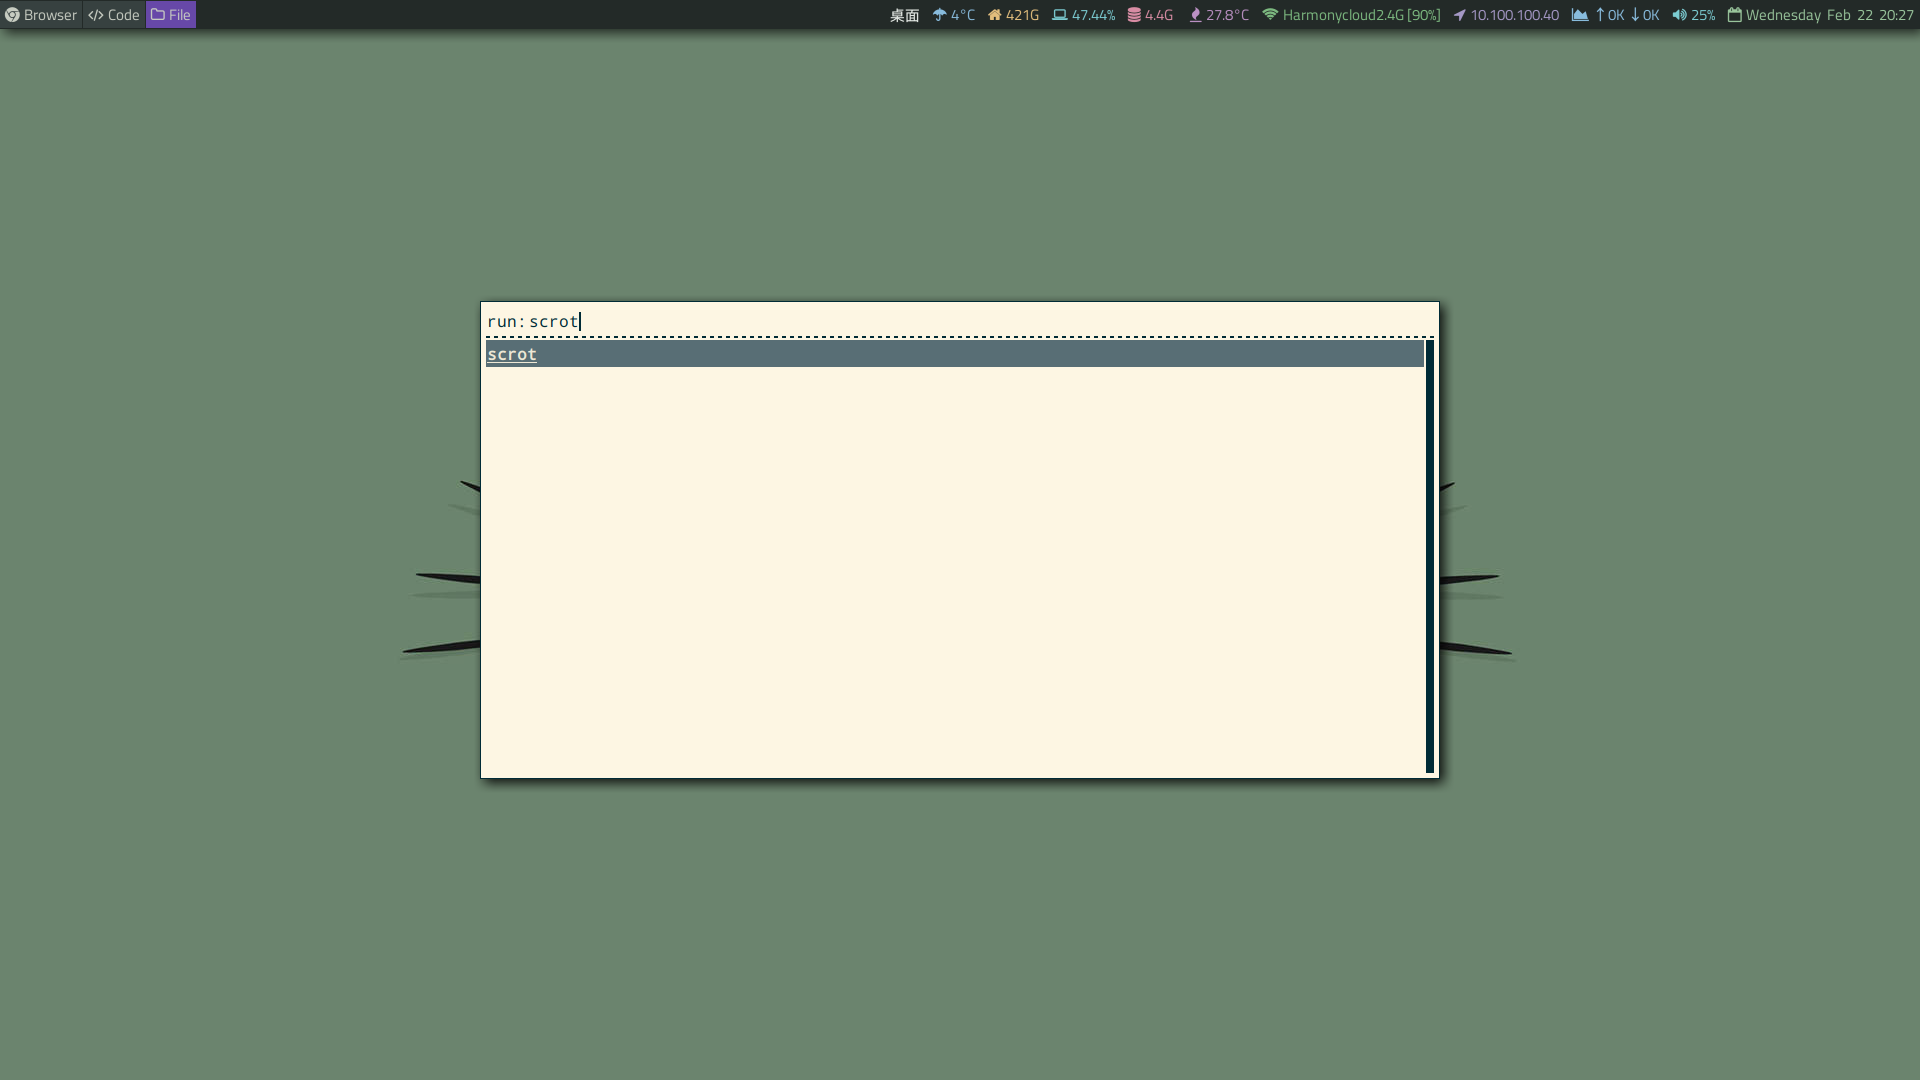 Browser Code File 桌面 4°C 421G 47.44% 4.4G 27.8°C Harmonycloud2.4G [90%] 10.100.100.40 ↑0K ↓0K 25% Wednesday Feb 22 20:27
run: scrot
scrot